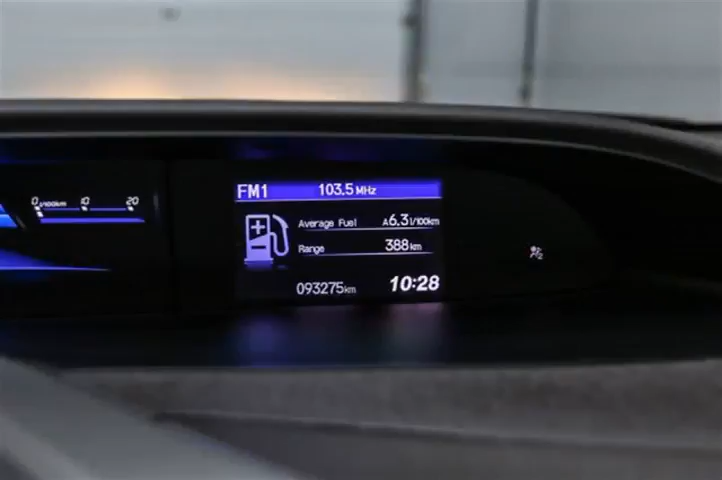 FM1 103.5 MHz
0 l/100km 10 20
Average Fuel A6.3 l/100km
Range 388 km
093275 km 10:28